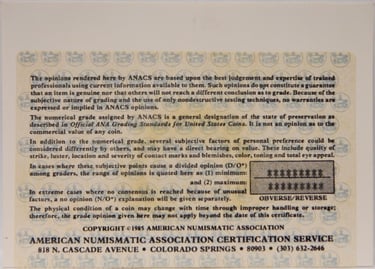 The opinions rendered here by ANACS are based upon the best judgement and expertise of trained
professionals using current information available to them. Such opinions do not constitute a guarantee
that an item is genuine nor that others will not reach a different conclusion as to grade. Because of the
subjective nature of grading and the use of only nondestructive testing techniques, no warranties are
expressed or implied in ANACS opinions.
The numerical grade assigned by ANACS is a general designation of the state of preservation as
described in Official ANA Grading Standards for United States Coins. It is not an opinion as to the
commercial value of any coin.
In addition to the numerical grade, several subjective factors of personal preference could be
considered differently by others, and may have a direct bearing on value. These include quality of
strike, luster, location and severity of contact marks and blemishes, color, toning and total eye appeal.
In cases where these subjective points cause a divided opinion (D/O*)
among graders, the range of opinions is quoted here as (1) minimum:
and (2) maximum:
In extreme cases where no consensus is reached because of unusual
factors, a no opinion (N/O*) explanation will be given separately.
OBVERSE/REVERSE
The physical condition of a coin may change with time through improper handling or storage;
therefore, the grade opinion given here may not apply beyond the date of this certificate.
COPYRIGHT ©1985 AMERICAN NUMISMATIC ASSOCIATION
AMERICAN NUMISMATIC ASSOCIATION CERTIFICATION SERVICE
818 N. CASCADE AVENUE • COLORADO SPRINGS • 80903 • (303) 632-2646